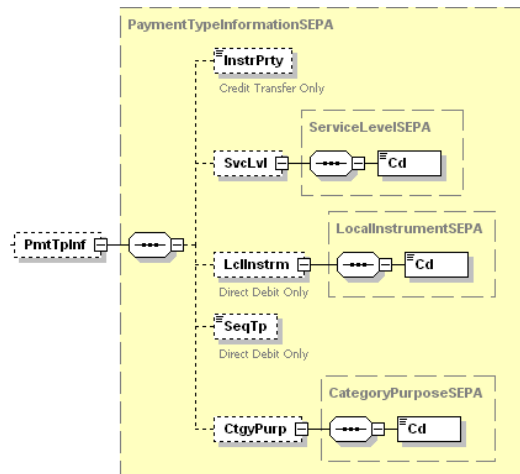 PaymentTypeInformationSEPA
InstrPrty
Credit Transfer Only
ServiceLevelSEPA
SvcLvl
Cd
PmtTpInf
LocalInstrumentSEPA
LclInstrm
Cd
Direct Debit Only
SeqTp
Direct Debit Only
CategoryPurposeSEPA
CtgyPurp
Cd